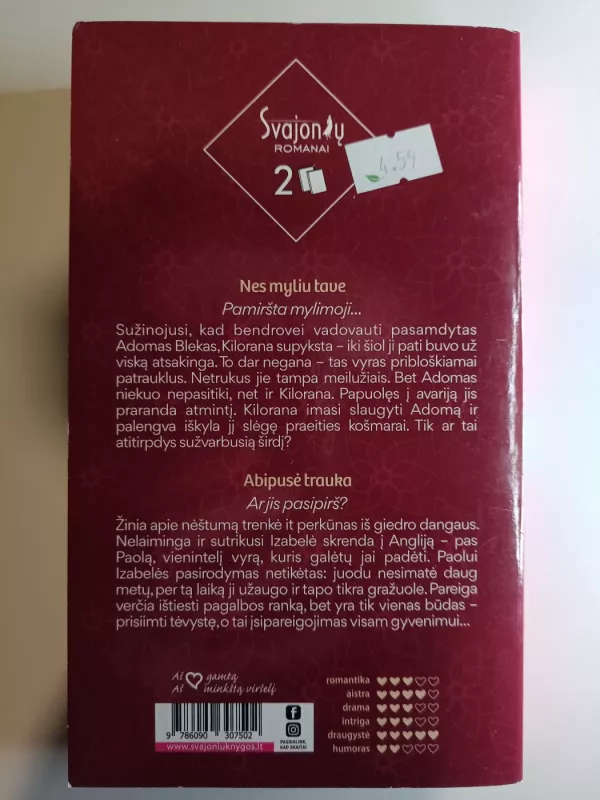 Svajonių
ROMANAI
2
4.59
Nes myliu tave
Pamiršta mylimoji...
Sužinojusi, kad bendrovei vadovauti pasamdytas
Adomas Blekas, Kilorana supyksta – iki šiol ji pati buvo už
viską atsakinga. To dar negana – tas vyras pribloškiamai
patrauklus. Netrukus jie tampa meilužiais. Bet Adomas
niekuo nepasitiki, net ir Kilorana. Papuolęs į avariją jis
praranda atmintį. Kilorana imasi slaugyti Adomą ir
palengva iškyla jį slėgę praeities košmarai. Tik ar tai
atitirpdys sužvarbusią širdį?
Abipusė trauka
Ar jis pasipirš?
Žinia apie nėštumą trenkė it perkūnas iš giedro dangaus.
Nelaiminga ir sutrikusi Izabelė skrenda į Angliją – pas
Paolą, vienintelį vyrą, kuris galėtų jai padėti. Paolui
Izabelės pasirodymas netikėtas: juodu nesimatė daug
metų, per tą laiką ji užaugo ir tapo tikra gražuole. Pareiga
verčia ištiesti pagalbos ranką, bet yra tik vienas būdas –
prisiimti tėvystę, o tai įsipareigojimas visam gyvenimui...
Aš gamtą
Aš minkštą virtelį
9 786090 307502
www.svajoniuknygos.lt
PASIDALINK,
KĄ SKAITAI
romantika
aistra
drama
intriga
draugystė
humoras